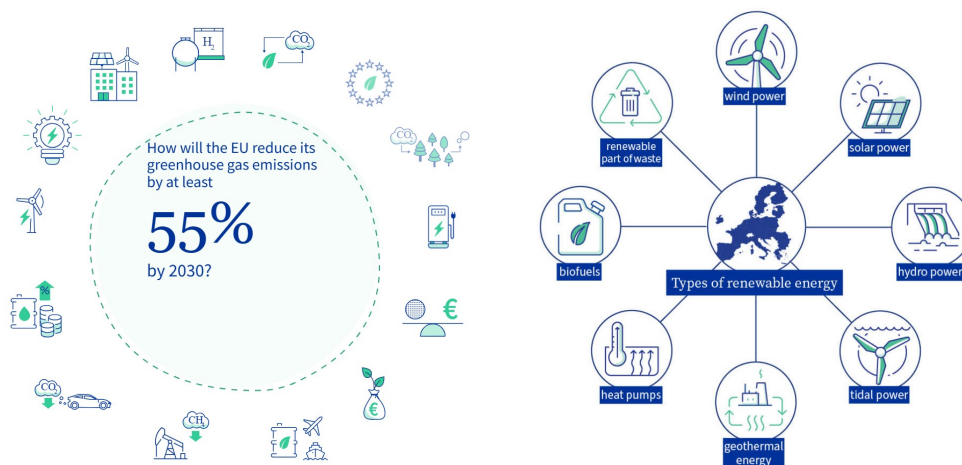 H2
CO2
CO2
How will the EU reduce its
greenhouse gas emissions
by at least
55%
by 2030?
%
€
€
CO2
CH4
wind power
solar power
hydro power
tidal power
geothermal
energy
heat pumps
biofuels
renewable
part of waste
Types of renewable energy